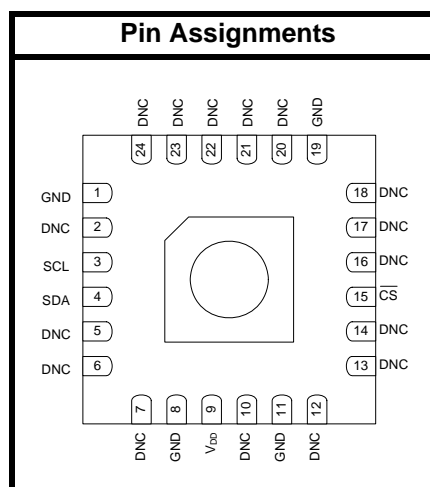 Pin Assignments
DNC DNC DNC DNC DNC GND
24 23 22 21 20 19
GND 1 18 DNC
DNC 2 17 DNC
SCL 3 16 DNC
SDA 4 15 CS
DNC 5 14 DNC
DNC 6 13 DNC
7 8 9 10 11 12
DNC GND VDD DNC GND DNC